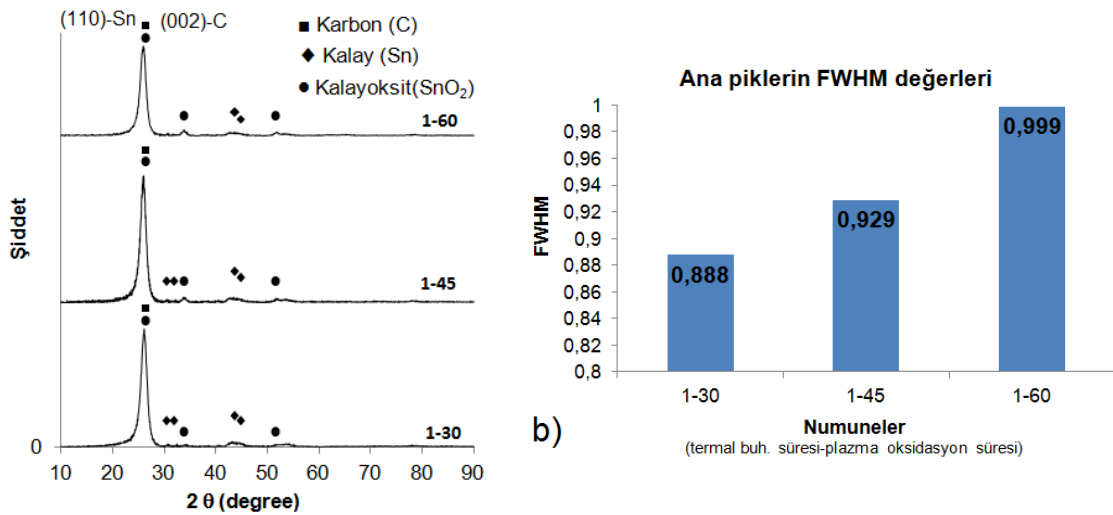 (110)-Sn
(002)-C
■ Karbon (C)
◆ Kalay (Sn)
● Kalayoksit(SnO₂)
1-60
1-45
1-30
Şiddet
0
10 20 30 40 50 60 70 80 90
2 θ (degree)
Ana piklerin FWHM değerleri
1
0,98
0,96
0,94
0,92
0,9
0,88
0,86
0,84
0,82
0,8
FWHM
0,888
0,929
0,999
1-30 1-45 1-60
b)
Numuneler
(termal buh. süresi-plazma oksidasyon süresi)